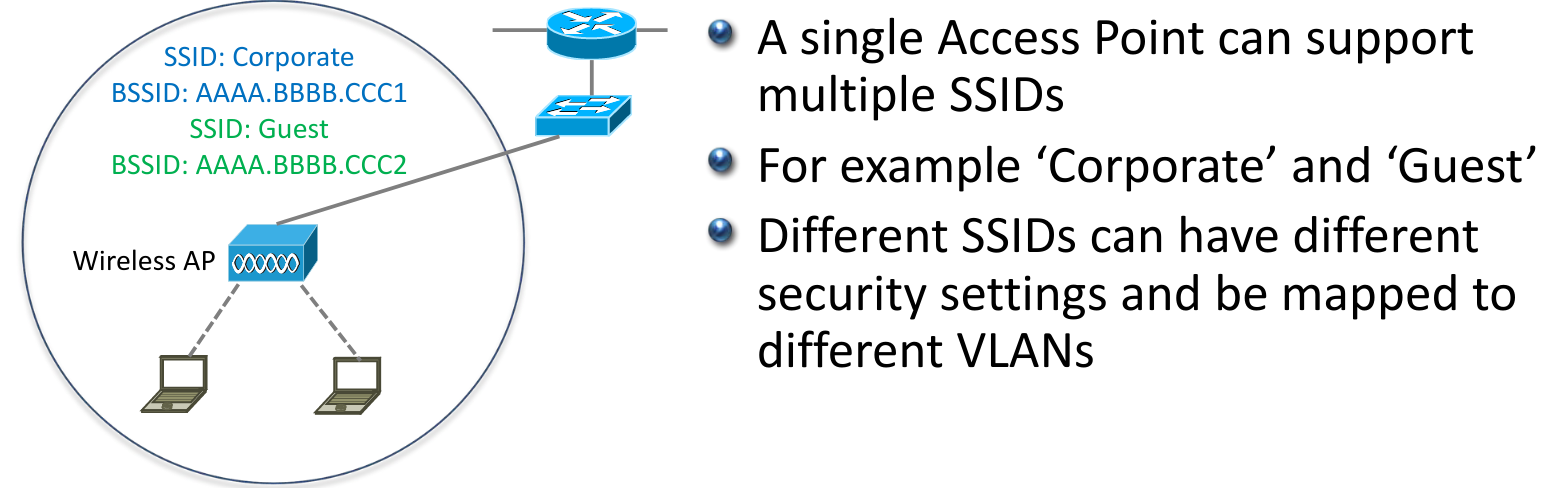 SSID: Corporate
BSSID: AAAA.BBBB.CCC1
SSID: Guest
BSSID: AAAA.BBBB.CCC2
Wireless AP
A single Access Point can support
multiple SSIDs
For example ‘Corporate’ and ‘Guest’
Different SSIDs can have different
security settings and be mapped to
different VLANs